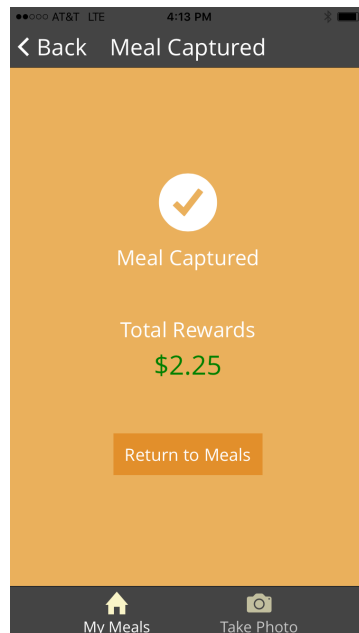 AT&T LTE 4:13 PM
Back Meal Captured
Meal Captured
Total Rewards
$2.25
Return to Meals
My Meals Take Photo